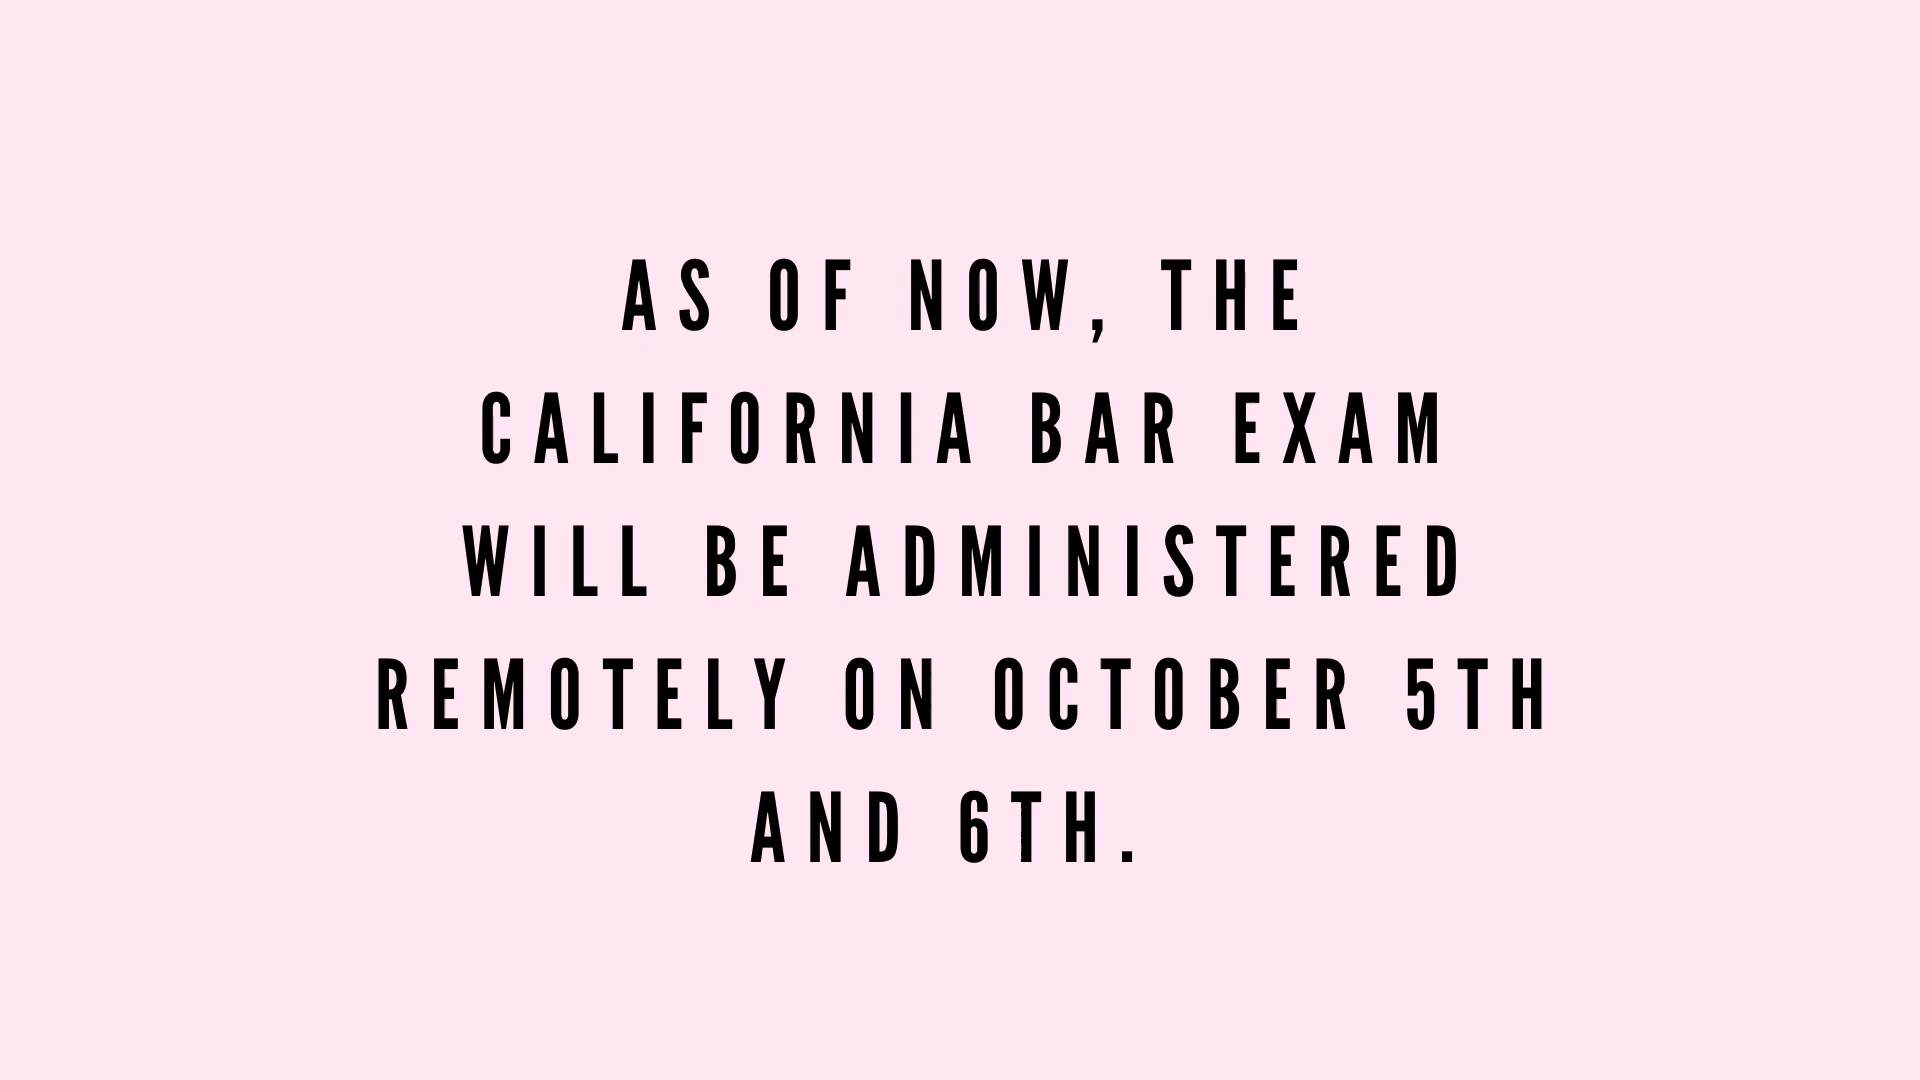 AS OF NOW, THE
CALIFORNIA BAR EXAM
WILL BE ADMINISTERED
REMOTELY ON OCTOBER 5TH
AND 6TH.